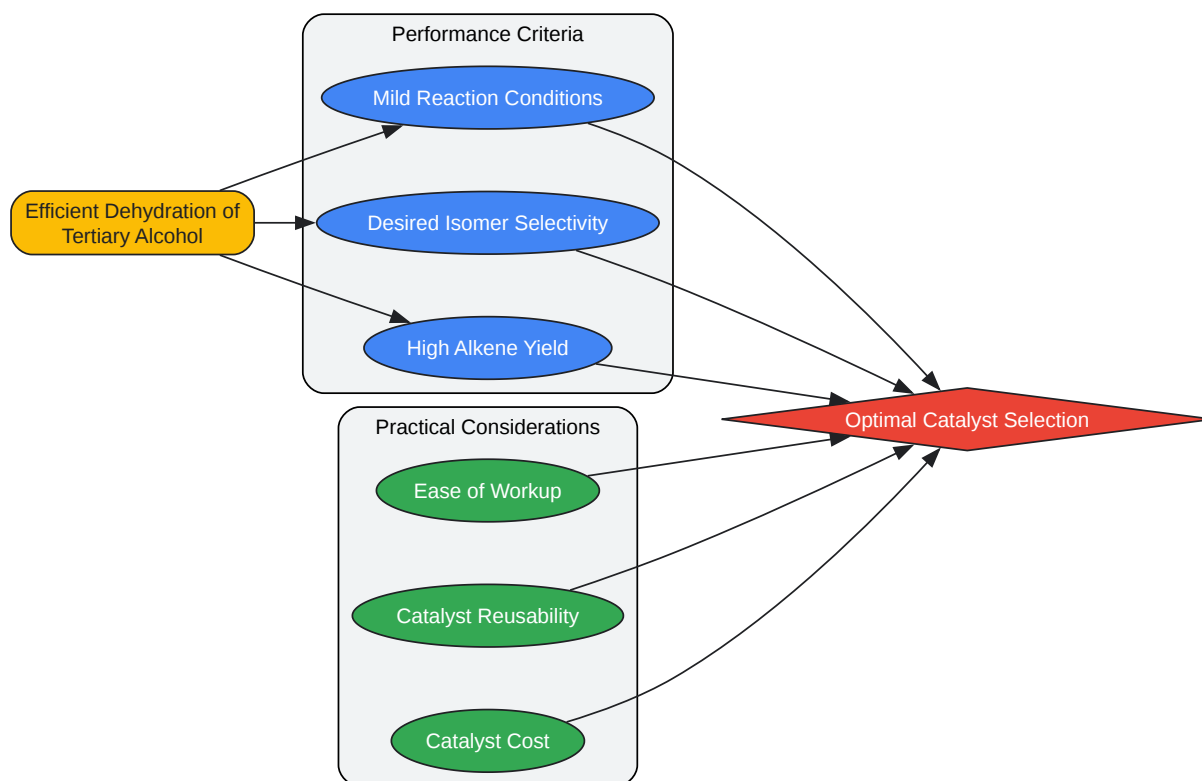 Performance Criteria
Mild Reaction Conditions
Efficient Dehydration of
Tertiary Alcohol
Desired Isomer Selectivity
High Alkene Yield
Optimal Catalyst Selection
Practical Considerations
Ease of Workup
Catalyst Reusability
Catalyst Cost